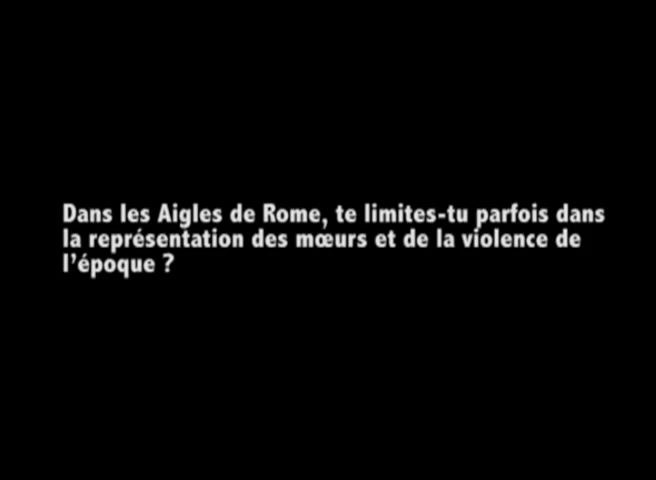 Dans les Aigles de Rome, te limites-tu parfois dans
la représentation des mœurs et de la violence de
l'époque ?